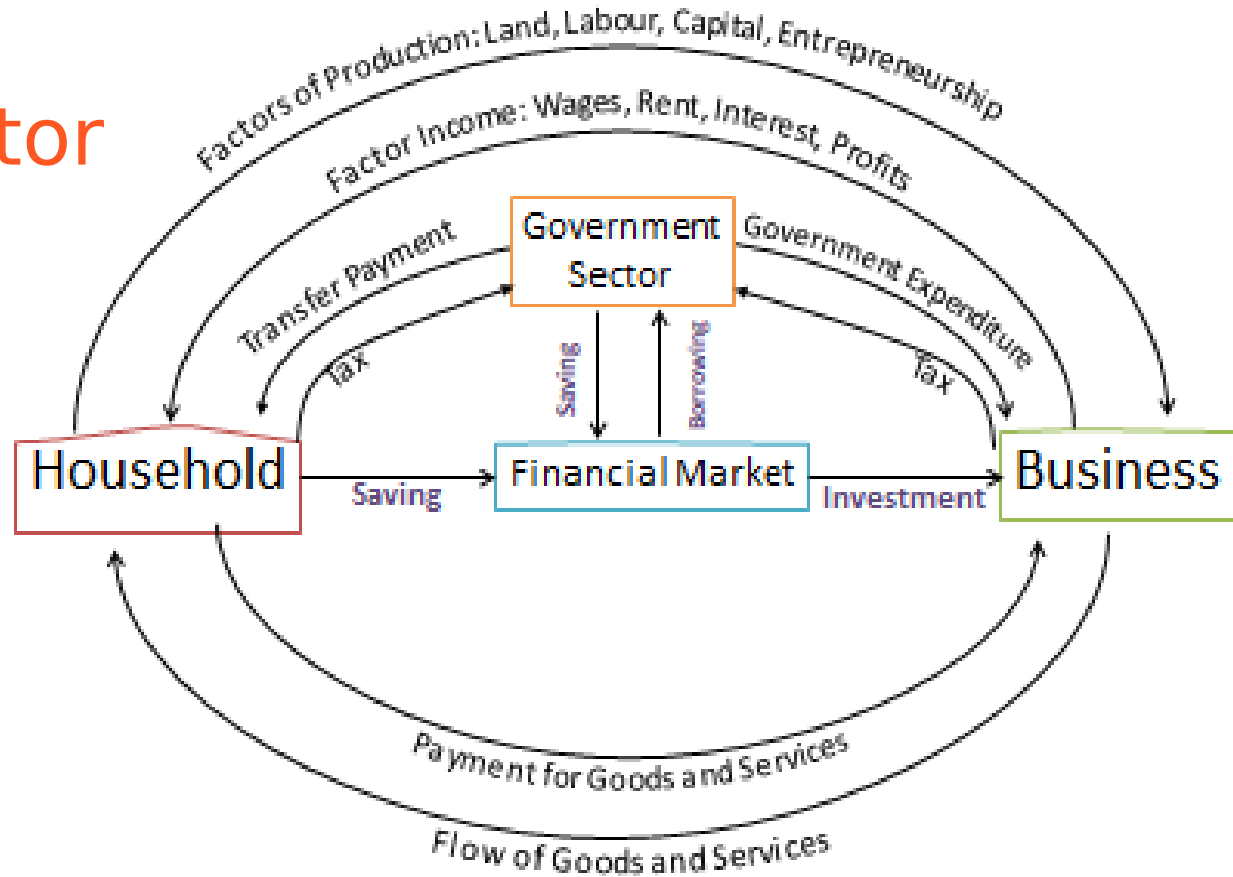 Factors of Production: Land, Labour, Capital, Entrepreneurship
tor
Factor Income: Wages, Rent, Interest, Profits
Government
Sector
Transfer Payment
Government Expenditure
Tax
Tax
Saving
Borrowing
Household
Financial Market
Business
Saving
Investment
Payment for Goods and Services
Flow of Goods and Services